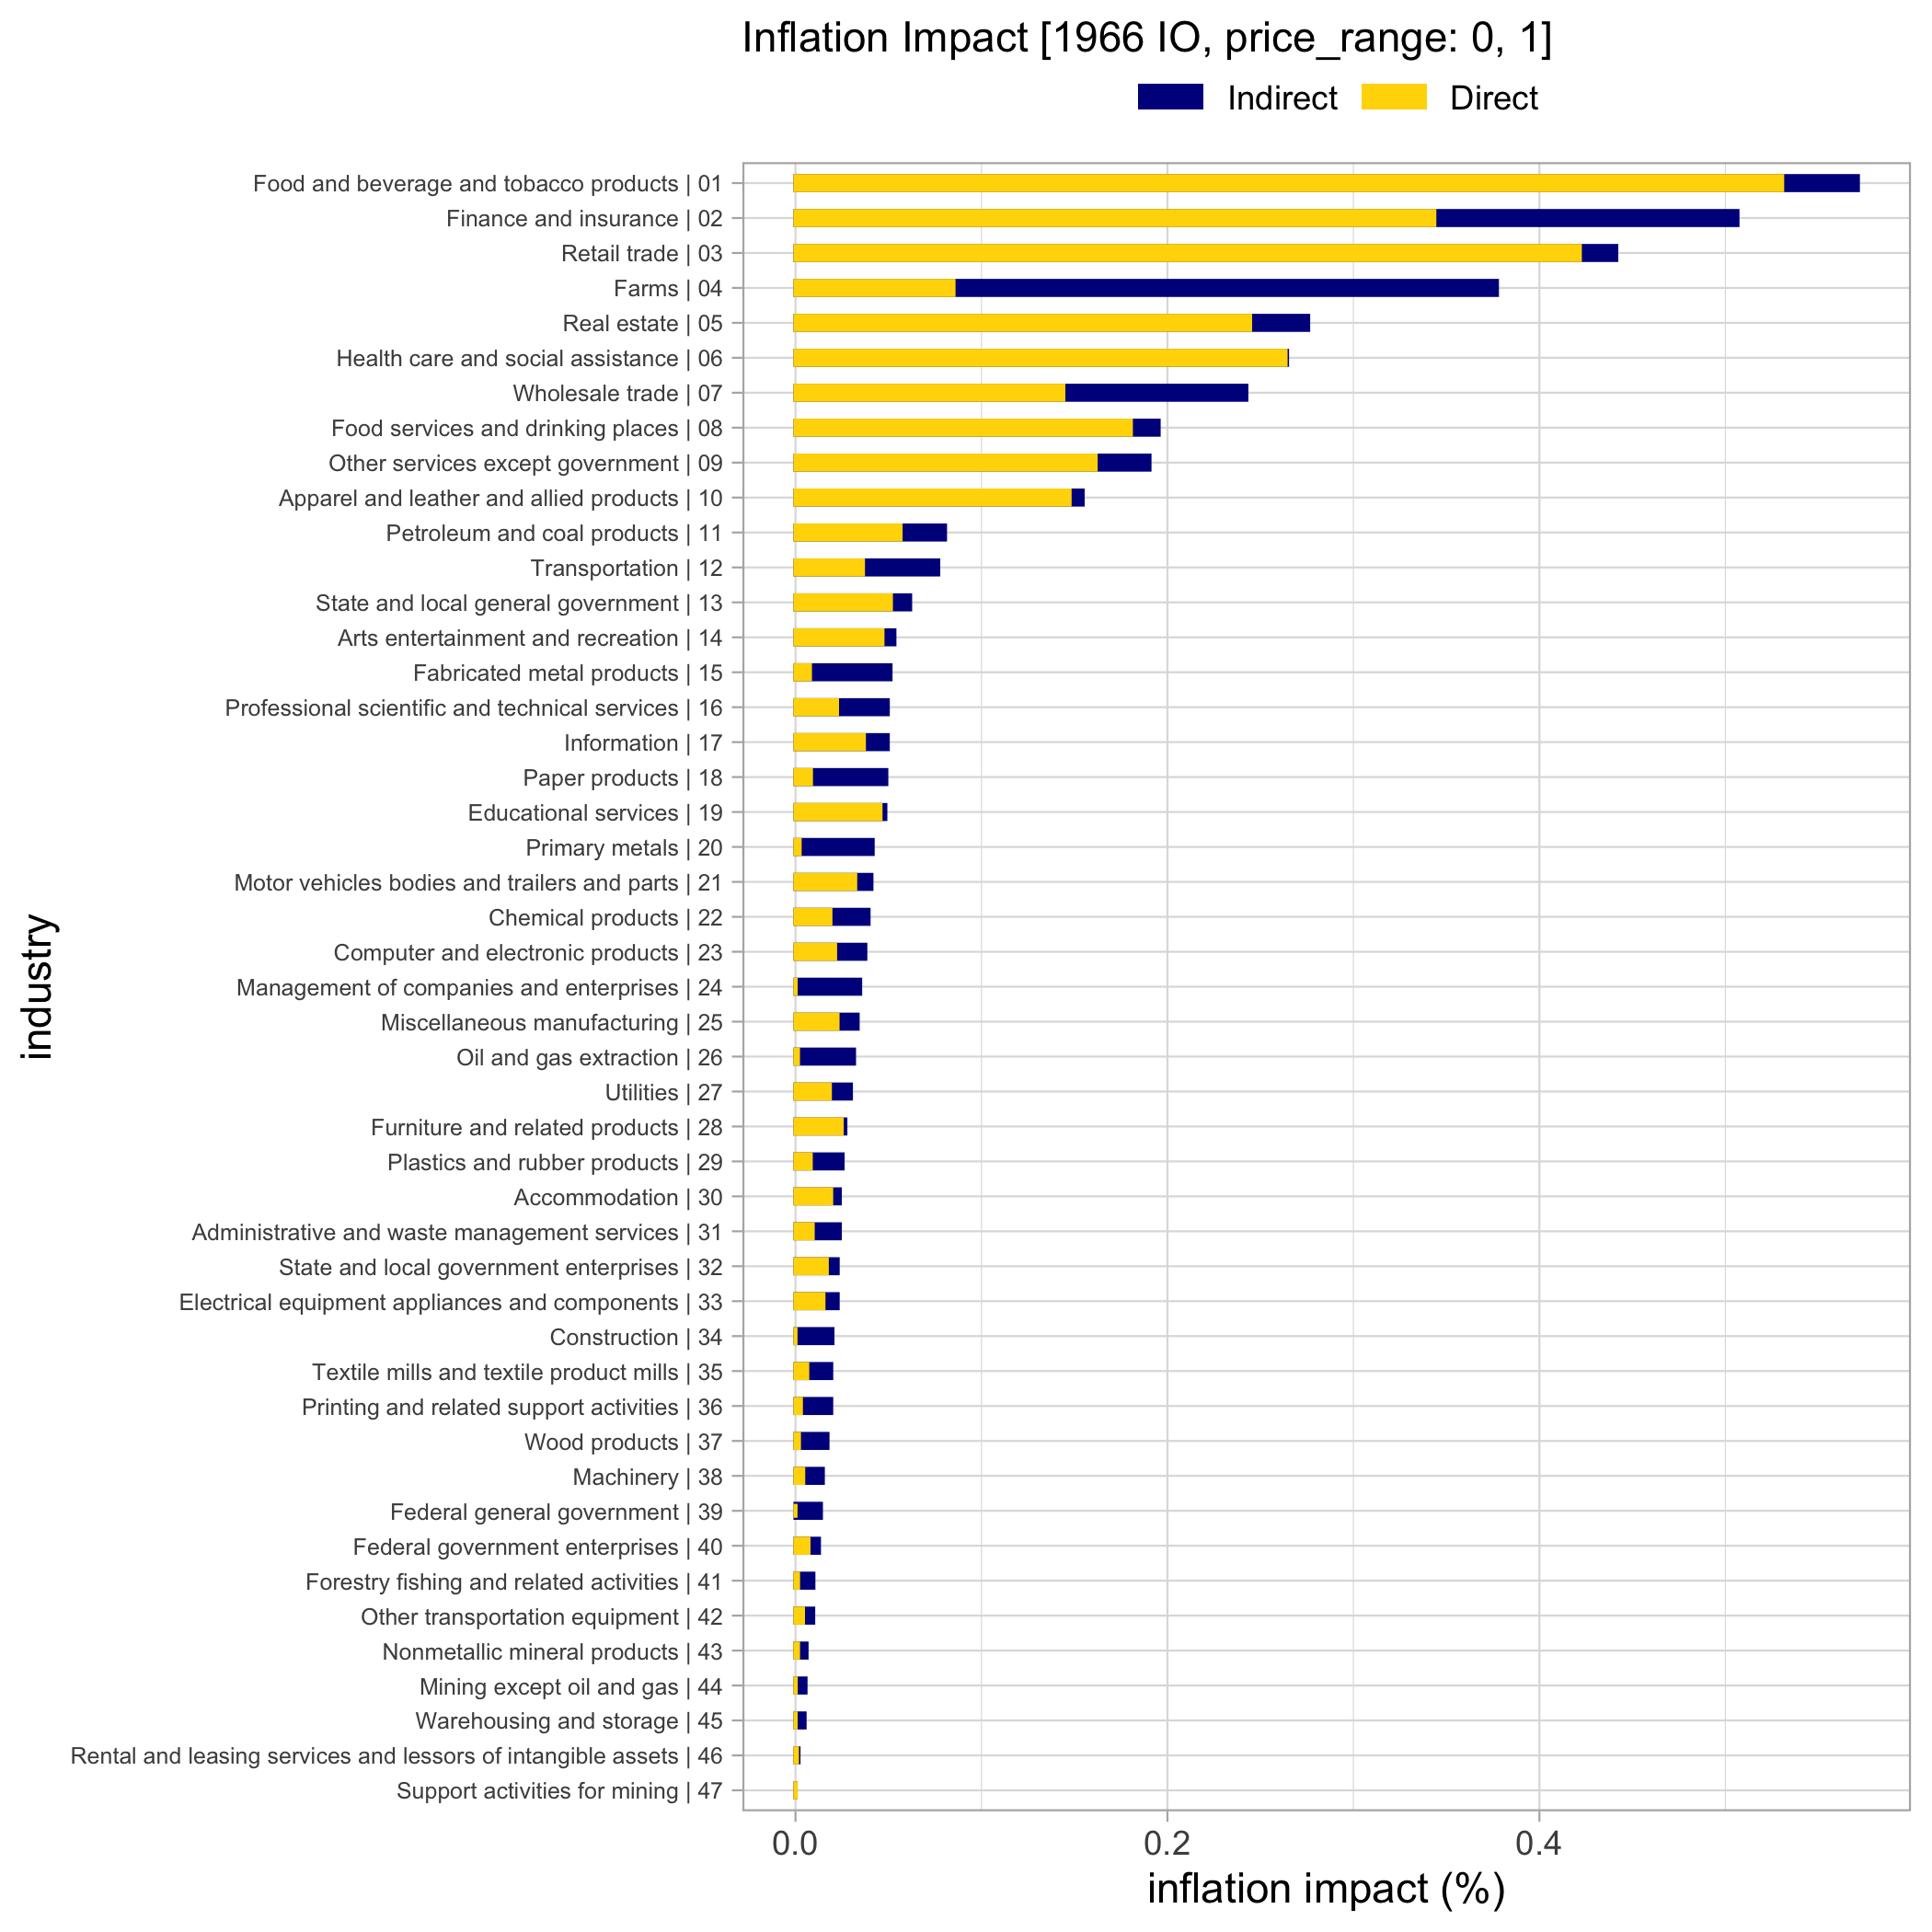 Inflation Impact [1966 IO, price_range: 0, 1]
Indirect Direct
Food and beverage and tobacco products | 01
Finance and insurance | 02
Retail trade | 03
Farms | 04
Real estate | 05
Health care and social assistance | 06
Wholesale trade | 07
Food services and drinking places | 08
Other services except government | 09
Apparel and leather and allied products | 10
Petroleum and coal products | 11
Transportation | 12
State and local general government | 13
Arts entertainment and recreation | 14
Fabricated metal products | 15
Professional scientific and technical services | 16
Information | 17
Paper products | 18
Educational services | 19
Primary metals | 20
Motor vehicles bodies and trailers and parts | 21
Chemical products | 22
Computer and electronic products | 23
Management of companies and enterprises | 24
Miscellaneous manufacturing | 25
Oil and gas extraction | 26
Utilities | 27
Furniture and related products | 28
Plastics and rubber products | 29
Accommodation | 30
Administrative and waste management services | 31
State and local government enterprises | 32
Electrical equipment appliances and components | 33
Construction | 34
Textile mills and textile product mills | 35
Printing and related support activities | 36
Wood products | 37
Machinery | 38
Federal general government | 39
Federal government enterprises | 40
Forestry fishing and related activities | 41
Other transportation equipment | 42
Nonmetallic mineral products | 43
Mining except oil and gas | 44
Warehousing and storage | 45
Rental and leasing services and lessors of intangible assets | 46
Support activities for mining | 47
industry
0.0 0.2 0.4
inflation impact (%)